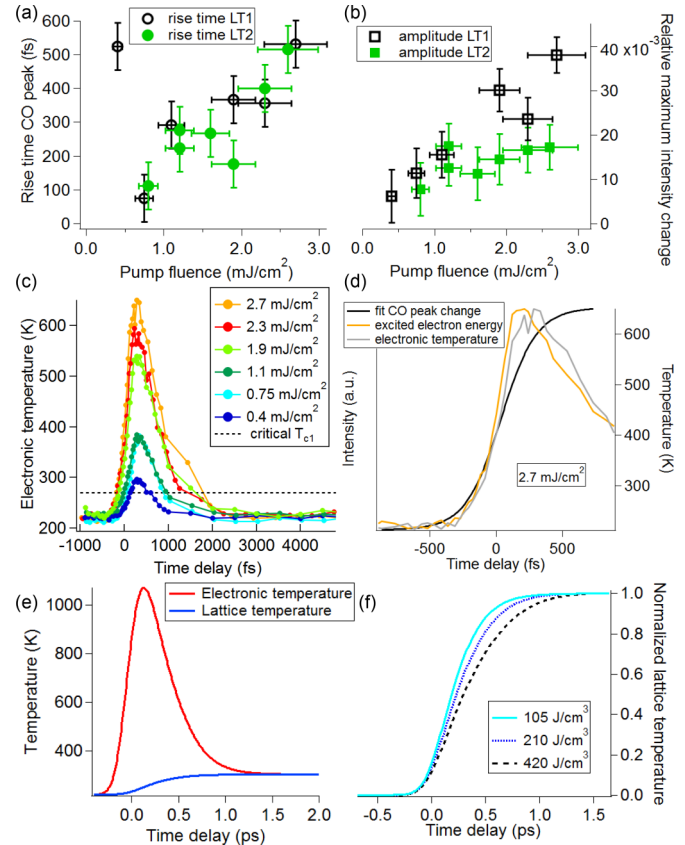 (a)
rise time LT1
rise time LT2
Rise time CO peak (fs)
600
500
400
300
200
100
0
0.0 1.0 2.0 3.0
Pump fluence (mJ/cm²)
(b)
amplitude LT1
amplitude LT2
40 x10⁻³
30
20
10
0
Relative maximum intensity change
0.0 1.0 2.0 3.0
Pump fluence (mJ/cm²)
(c)
Electronic temperature (K)
600
500
400
300
200
2.7 mJ/cm²
2.3 mJ/cm²
1.9 mJ/cm²
1.1 mJ/cm²
0.75 mJ/cm²
0.4 mJ/cm²
critical Tc1
-1000 0 1000 2000 4000
Time delay (fs)
(d)
fit CO peak change
excited electron energy
electronic temperature
Intensity (a.u.)
600
500
400
300
Temperature (K)
2.7 mJ/cm²
-500 0 500
Time delay (fs)
(e)
Electronic temperature
Lattice temperature
Temperature (K)
1000
800
600
400
0.0 0.5 1.0 1.5 2.0
Time delay (ps)
(f)
105 J/cm³
210 J/cm³
420 J/cm³
1.0
0.8
0.6
0.4
0.2
0.0
Normalized lattice temperature
-0.5 0.0 0.5 1.0 1.5
Time delay (ps)